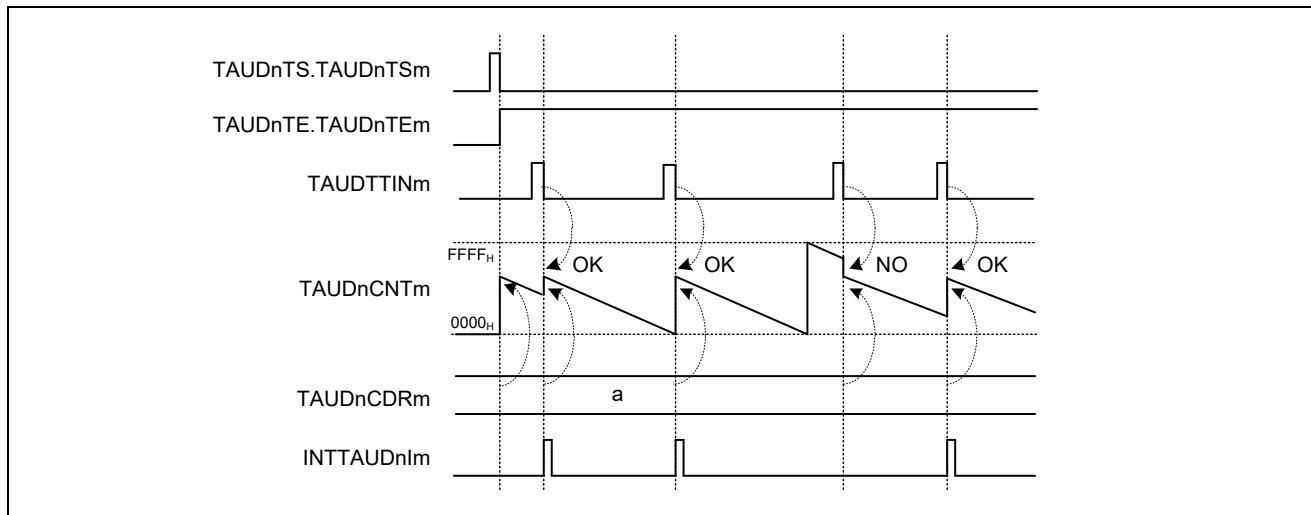 TAUDnTS.TAUDnTSm
TAUDnTE.TAUDnTEm
TAUDTTINm
FFFFH
OK OK NO OK
TAUDnCNTm
0000H
TAUDnCDRm
a
INTTAUDnIm